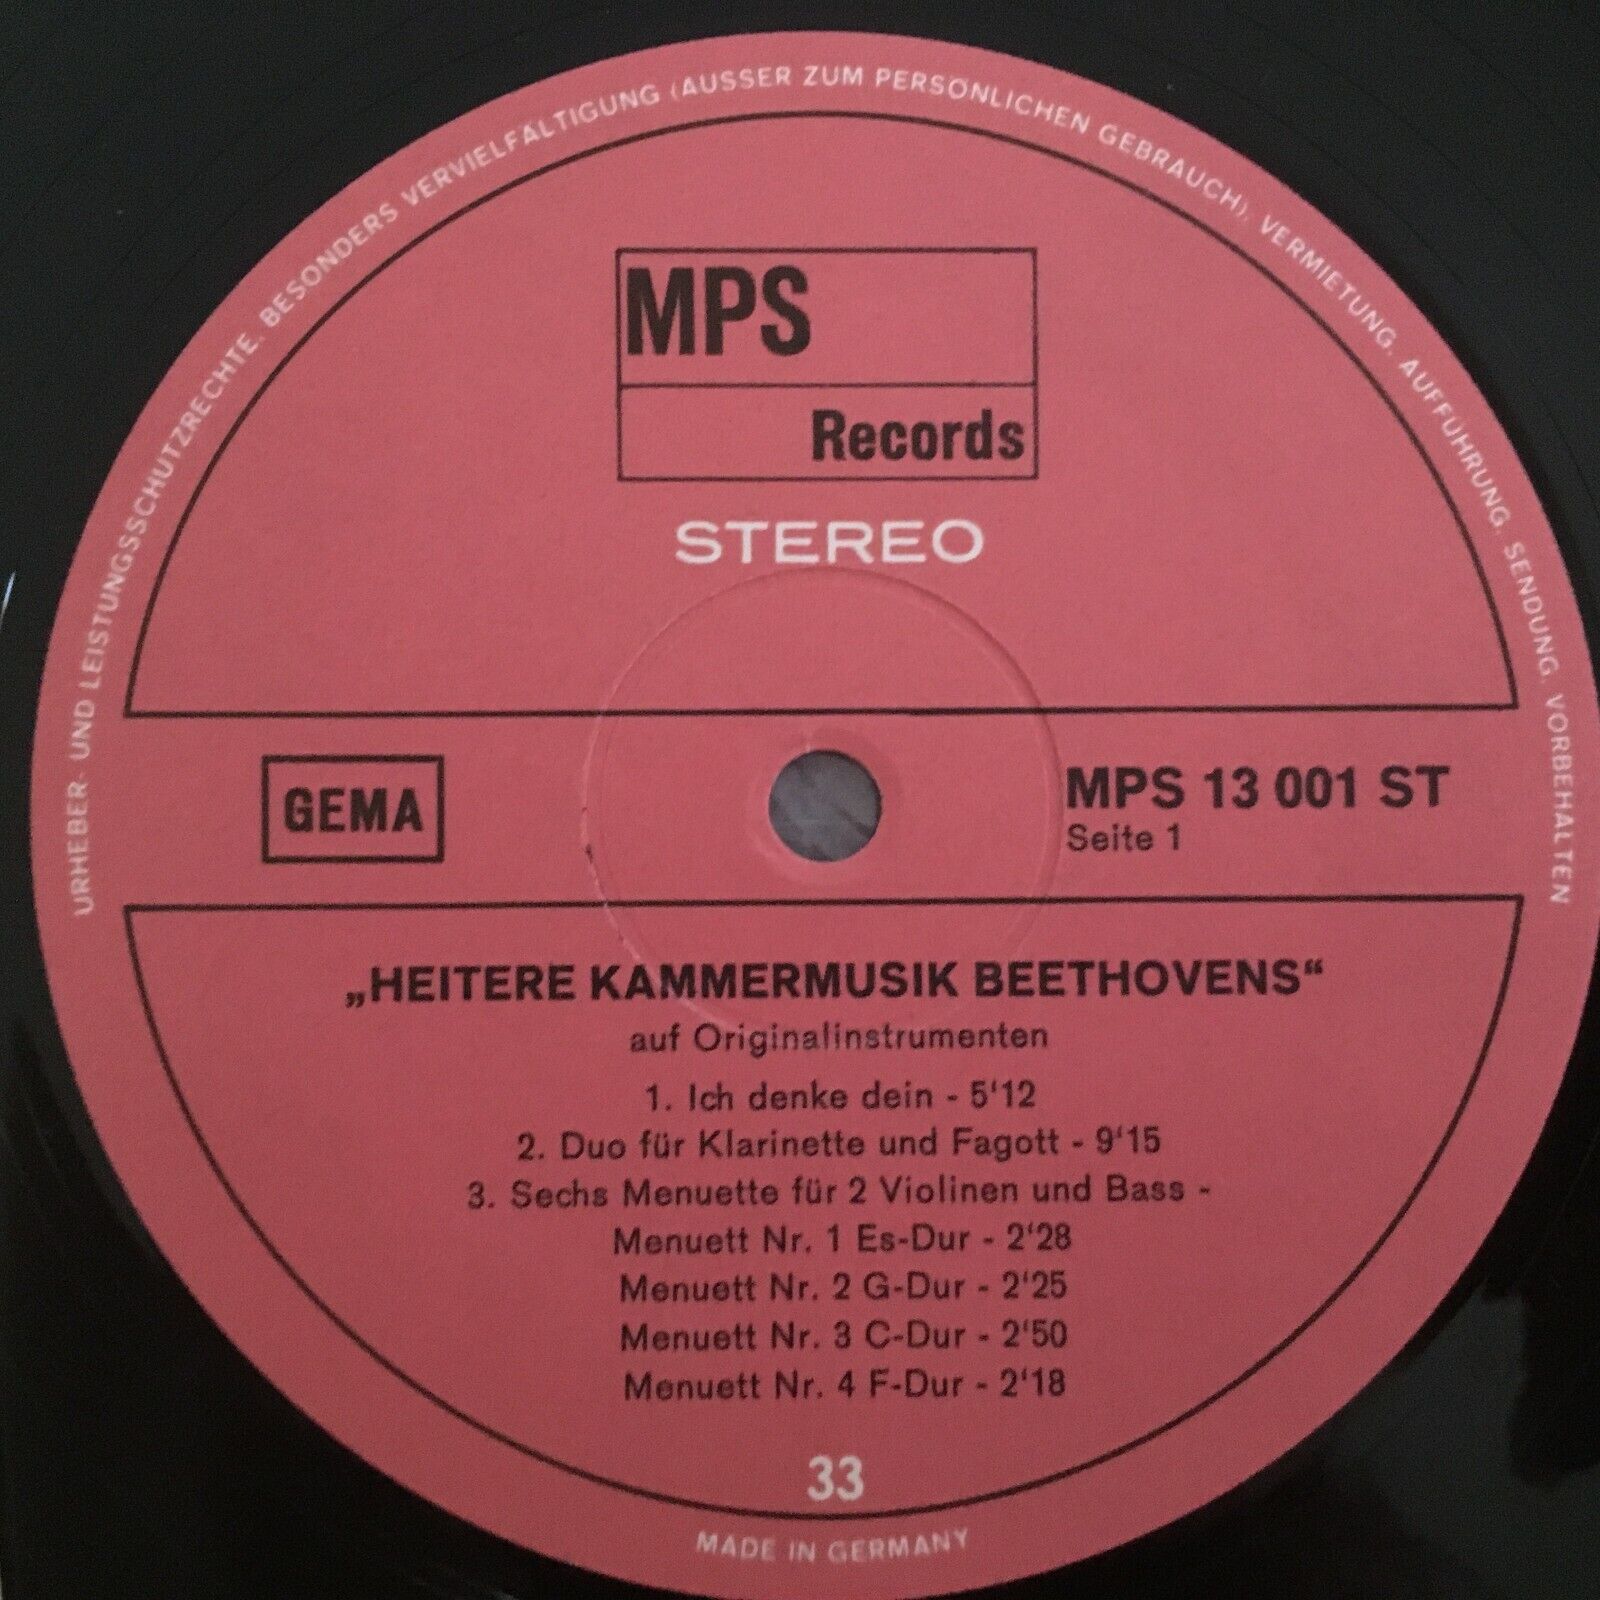 URHEBER- UND LEISTUNGSSCHUTZRECHTE, BESONDERS VERVIELFÄLTIGUNG (AUSSER ZUM PERSÖNLICHEN GEBRAUCH), VERMIETUNG, AUFFÜHRUNG, SENDUNG, VORBEHALTEN
MPS
Records
STEREO
GEMA
MPS 13 001 ST
Seite 1
„HEITERE KAMMERMUSIK BEETHOVENS“
auf Originalinstrumenten
1. Ich denke dein - 5'12
2. Duo für Klarinette und Fagott - 9'15
3. Sechs Menuette für 2 Violinen und Bass -
Menuett Nr. 1 Es-Dur - 2'28
Menuett Nr. 2 G-Dur - 2'25
Menuett Nr. 3 C-Dur - 2'50
Menuett Nr. 4 F-Dur - 2'18
33
MADE IN GERMANY